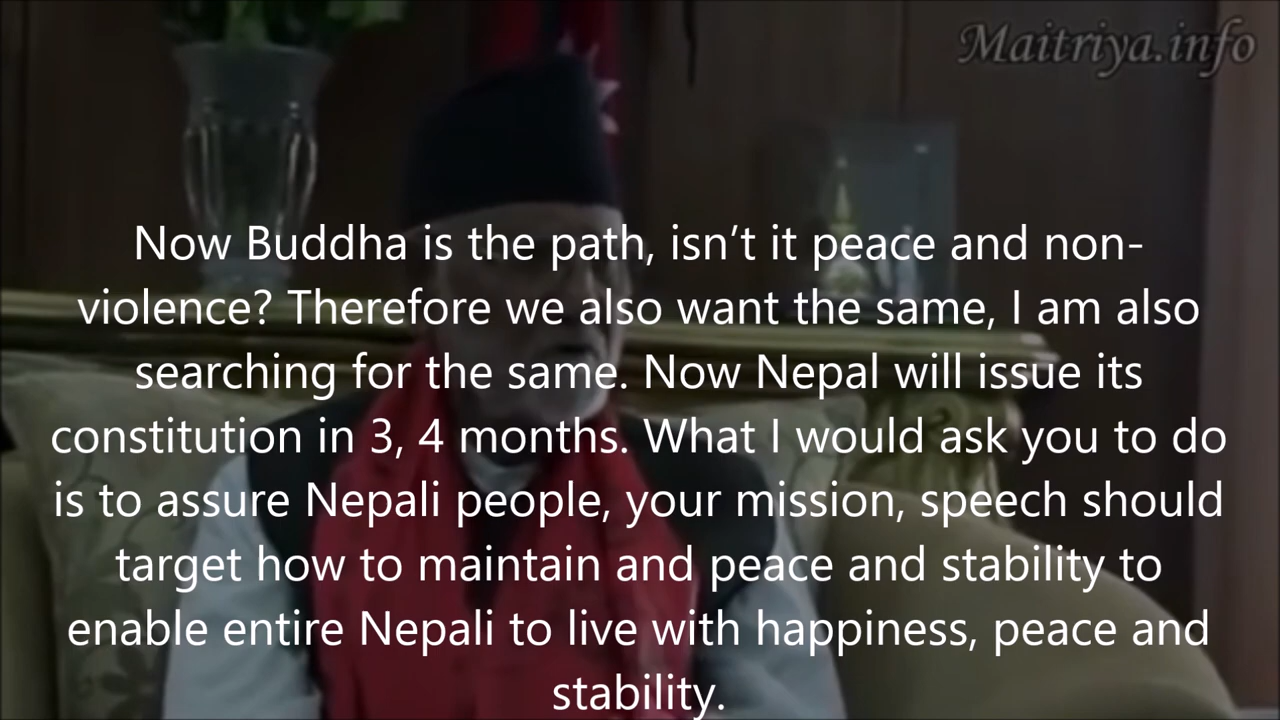 Maitriya.info
Now Buddha is the path, isn’t it peace and non-
violence? Therefore we also want the same, I am also
searching for the same. Now Nepal will issue its
constitution in 3, 4 months. What I would ask you to do
is to assure Nepali people, your mission, speech should
target how to maintain and peace and stability to
enable entire Nepali to live with happiness, peace and
stability.